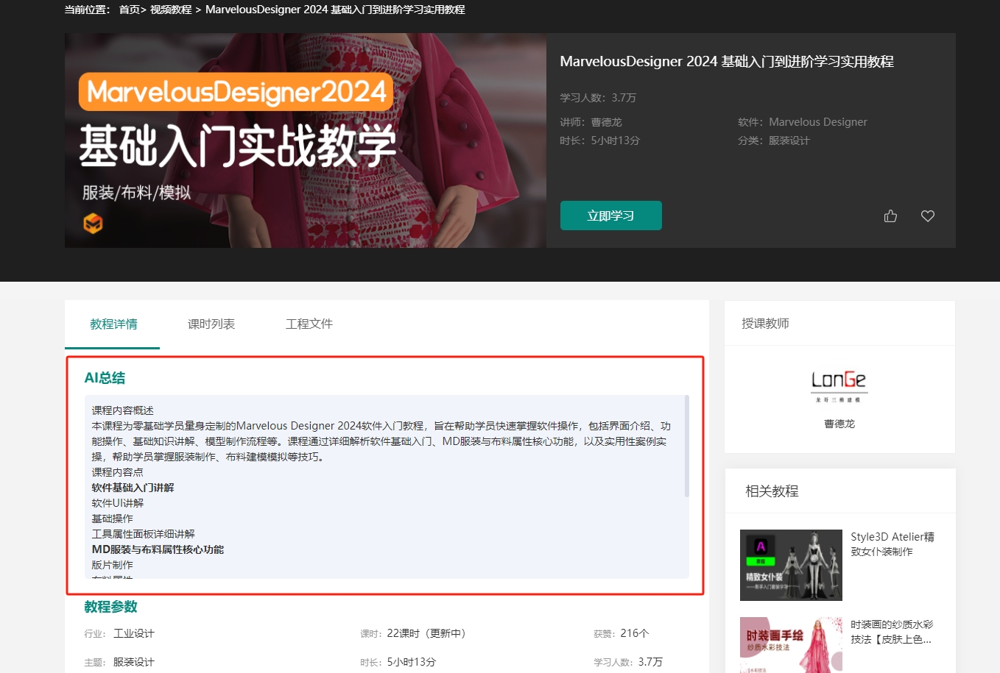 当前位置： 首页> 视频教程 > MarvelousDesigner 2024 基础入门到进阶学习实用教程
MarvelousDesigner2024
基础入门实战教学
服装/布料/模拟
MarvelousDesigner 2024 基础入门到进阶学习实用教程
学习人数：3.7万
讲师：曹德龙
软件：Marvelous Designer
时长：5小时13分
分类：服装设计
立即学习
教程详情
课时列表
工程文件
AI总结
课程内容概述
本课程为零基础学员量身定制的Marvelous Designer 2024软件入门教程，旨在帮助学员快速掌握软件操作，包括界面介绍、功
能操作、基础知识讲解、模型制作流程等。课程通过详细解析软件基础入门、MD服装与布料属性核心功能，以及实用性案例实
操，帮助学员掌握服装制作、布料建模模拟等技巧。
课程内容点
软件基础入门讲解
软件UI讲解
基础操作
工具属性面板详细讲解
MD服装与布料属性核心功能
版片制作
布料属性
教程参数
行业：工业设计
课时：22课时（更新中）
获赞：216个
主题：服装设计
时长：5小时13分
学习人数：3.7万
授课教师
LonGe
龙哥三维建模
曹德龙
相关教程
教程
精致女仆装
Style3D Atelier精
致女仆装制作
时装画手绘
纱质水彩技法
时装画的纱质水彩
技法【皮肤上色...